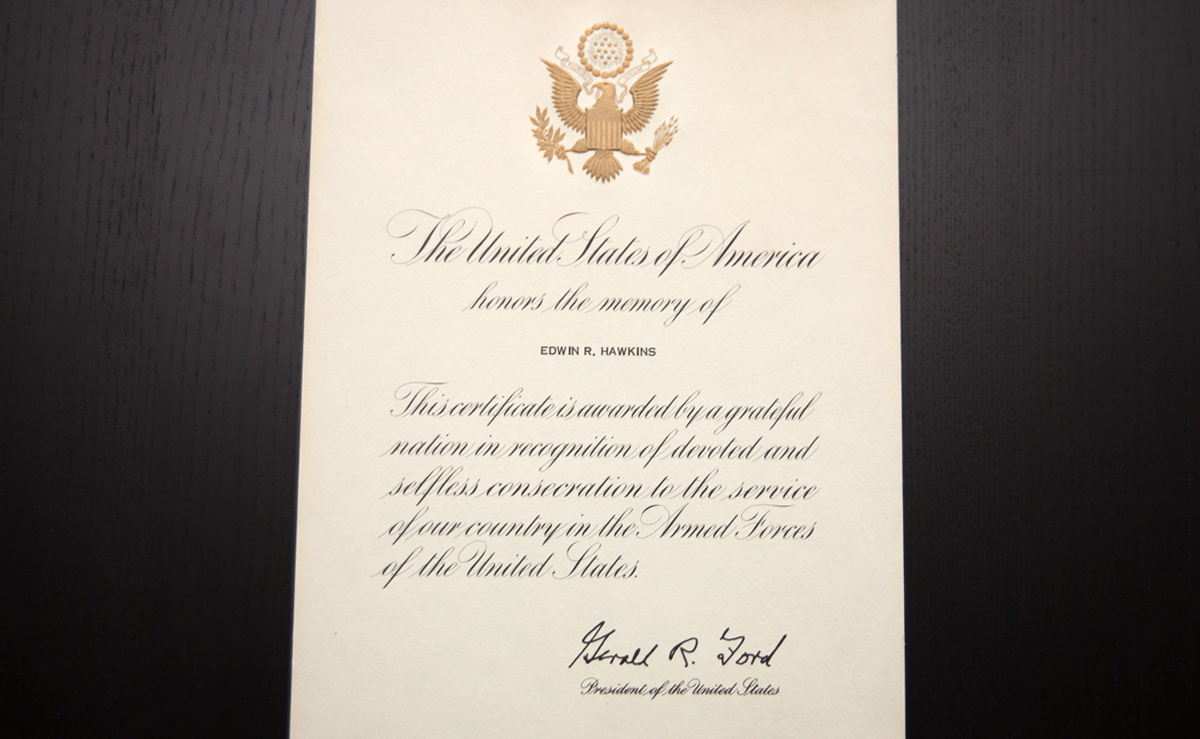 The United States of America
honors the memory of
EDWIN R. HAWKINS
This certificate is awarded by a grateful
nation in recognition of devoted and
selfless consecration to the service
of our country in the Armed Forces
of the United States.
Gerald R. Ford
President of the United States